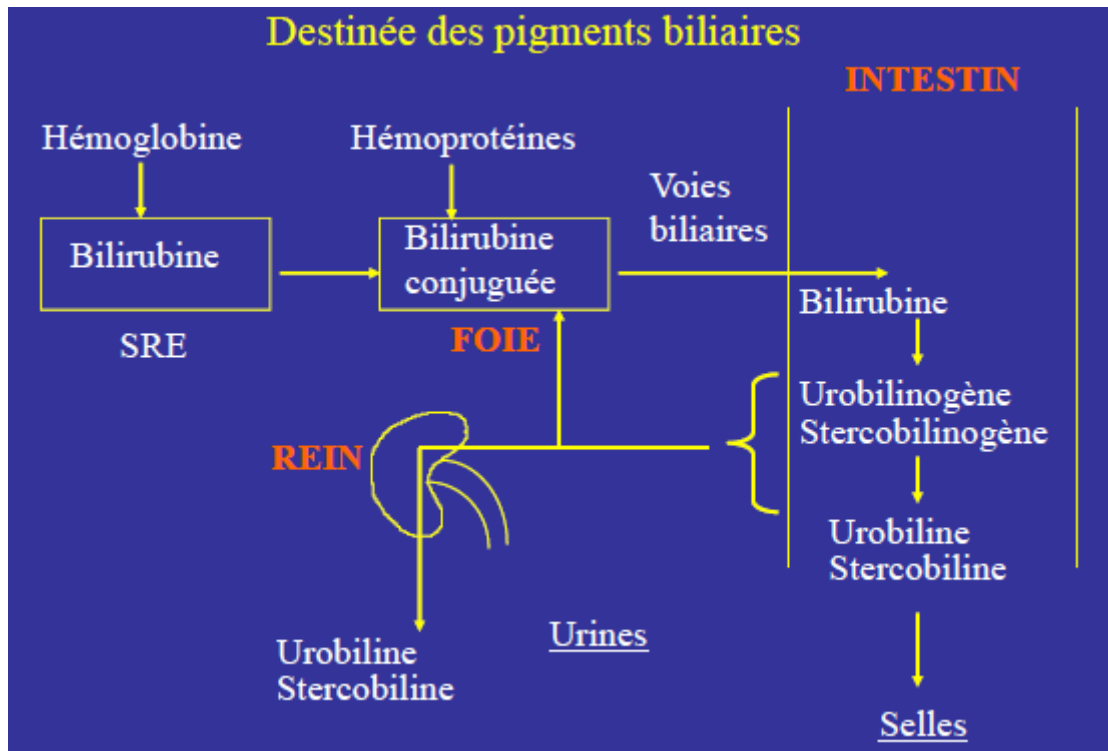 Destinée des pigments biliaires
INTESTIN
Hémoglobine
Hémoprotéines
Voies
biliaires
Bilirubine
Bilirubine
conjuguée
SRE
FOIE
Bilirubine
Urobilinogène
Stercobilinogène
REIN
Urobiline
Stercobiline
Urobiline
Stercobiline
Urines
Selles